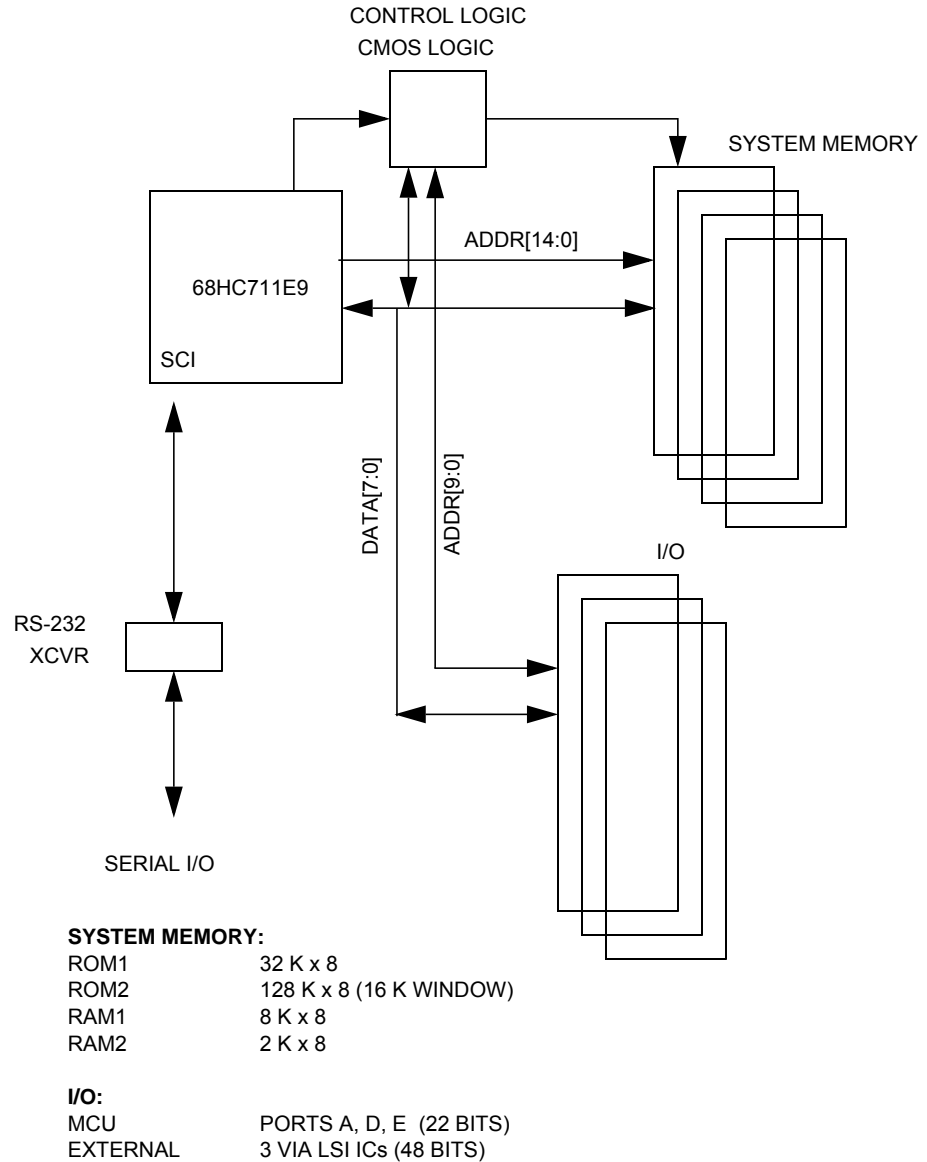 CONTROL LOGIC
CMOS LOGIC
SYSTEM MEMORY
ADDR[14:0]
68HC711E9
SCI
DATA[7:0]
ADDR[9:0]
I/O
RS-232
XCVR
SERIAL I/O
SYSTEM MEMORY:
ROM1 32 K x 8
ROM2 128 K x 8 (16 K WINDOW)
RAM1 8 K x 8
RAM2 2 K x 8
I/O:
MCU PORTS A, D, E (22 BITS)
EXTERNAL 3 VIA LSI ICs (48 BITS)